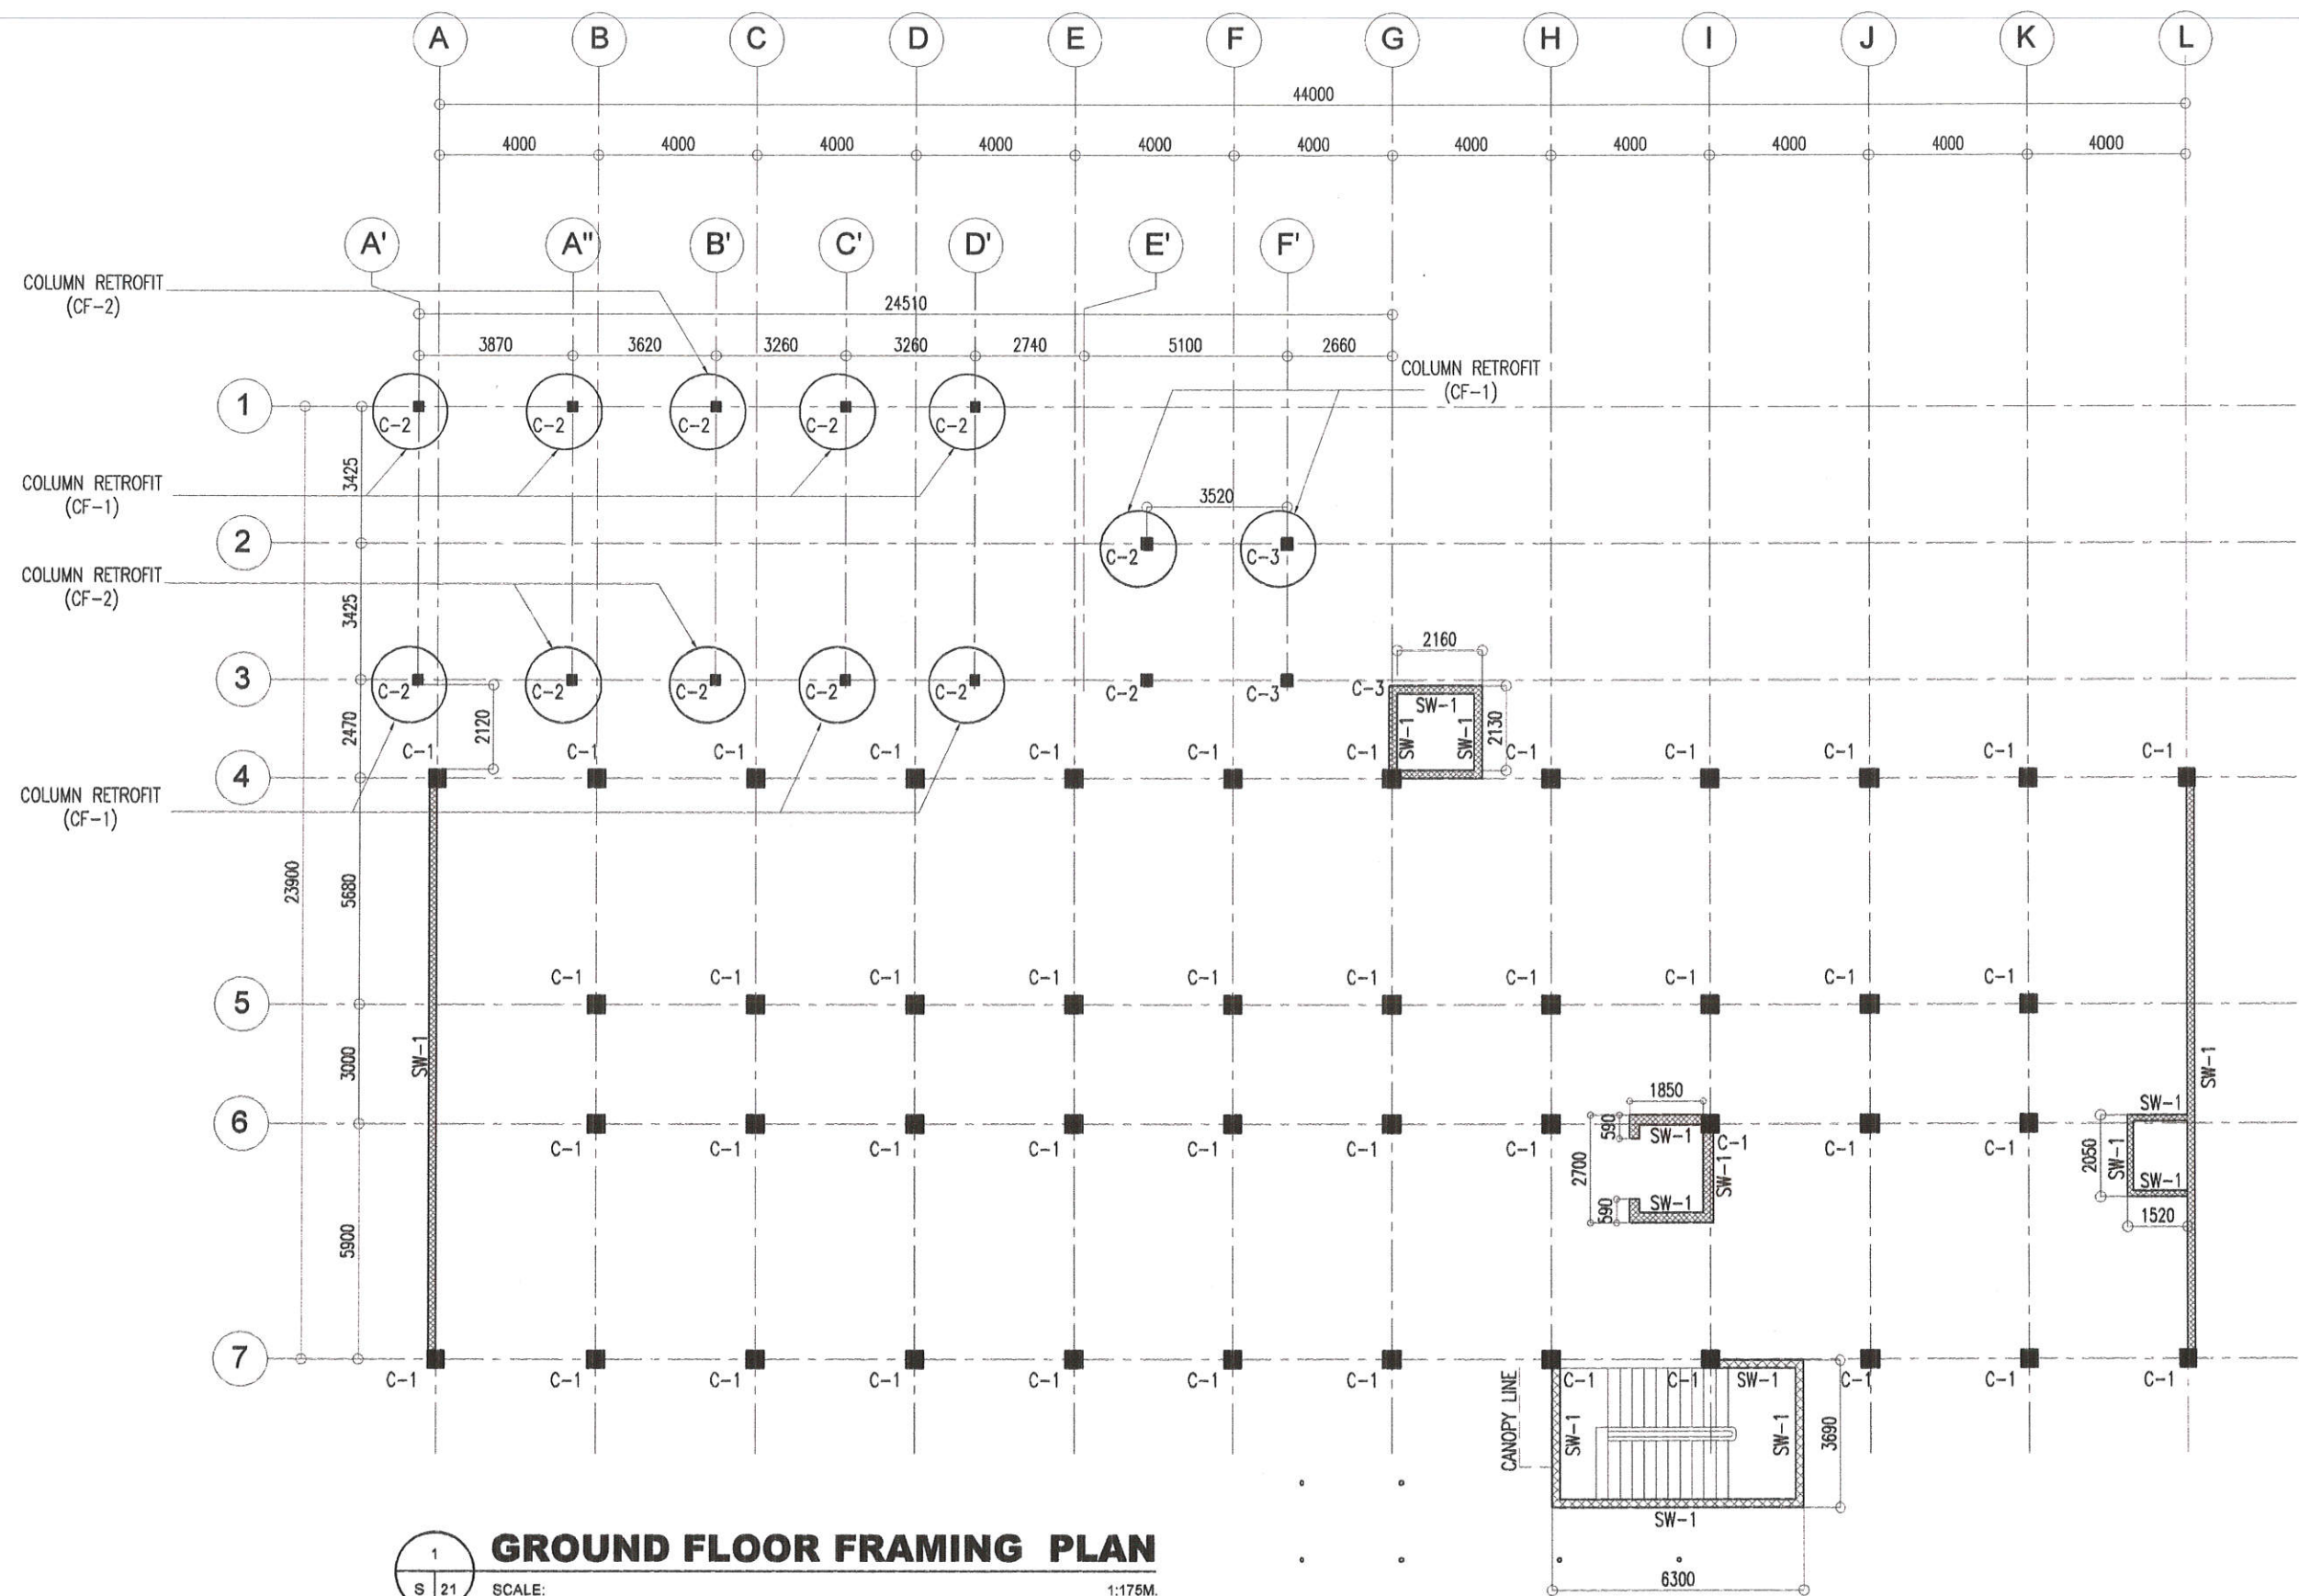 A B C D E F G H I J K L
44000
4000 4000 4000 4000 4000 4000 4000 4000 4000 4000 4000
A' A" B' C' D' E' F'
COLUMN RETROFIT
(CF-2)
24510
3870 3620 3260 3260 2740 5100 2660
COLUMN RETROFIT
(CF-1)
1
C-2 C-2 C-2 C-2 C-2
3425
COLUMN RETROFIT
(CF-1)
3520
2
C-2 C-3
COLUMN RETROFIT
(CF-2)
3425
2160
3
C-2 C-2 C-2 C-2 C-2 C-2 C-3 C-3
SW-1
SW-1 SW-1 2130
2470 2120
C-1 C-1 C-1 C-1 C-1 C-1 C-1 C-1 C-1 C-1 C-1 C-1
4
COLUMN RETROFIT
(CF-1)
23900 5680
C-1 C-1 C-1 C-1 C-1 C-1 C-1 C-1 C-1 C-1
5
3000 SW-1 SW-1
1850
6
590 SW-1 C-1 SW-1
C-1 C-1 C-1 C-1 C-1 C-1 C-1 C-1 C-1
2700 SW-1 2050 SW-1
590 SW-1 SW-1
1520
5900
7
C-1 C-1 C-1 C-1 C-1 C-1 C-1 C-1 C-1 SW-1 C-1 C-1 C-1
CANOPY LINE SW-1 SW-1 3690
SW-1
6300
1
S 21
GROUND FLOOR FRAMING PLAN
SCALE: 1:175M.